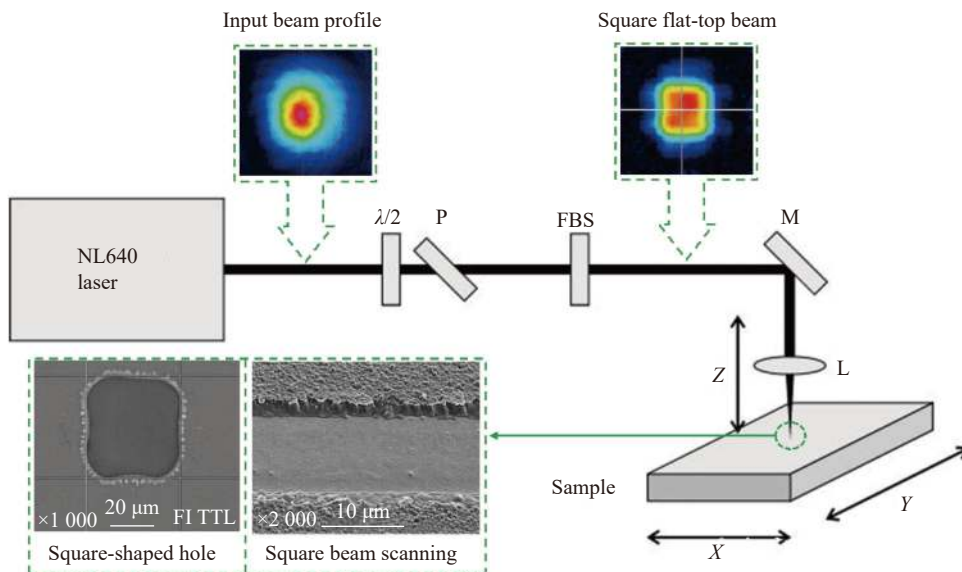 Input beam profile
Square flat-top beam
NL640
laser
λ/2
P
FBS
M
Z
L
Sample
Y
X
×1 000
20 μm
FI TTL
×2 000
10 μm
Square-shaped hole
Square beam scanning